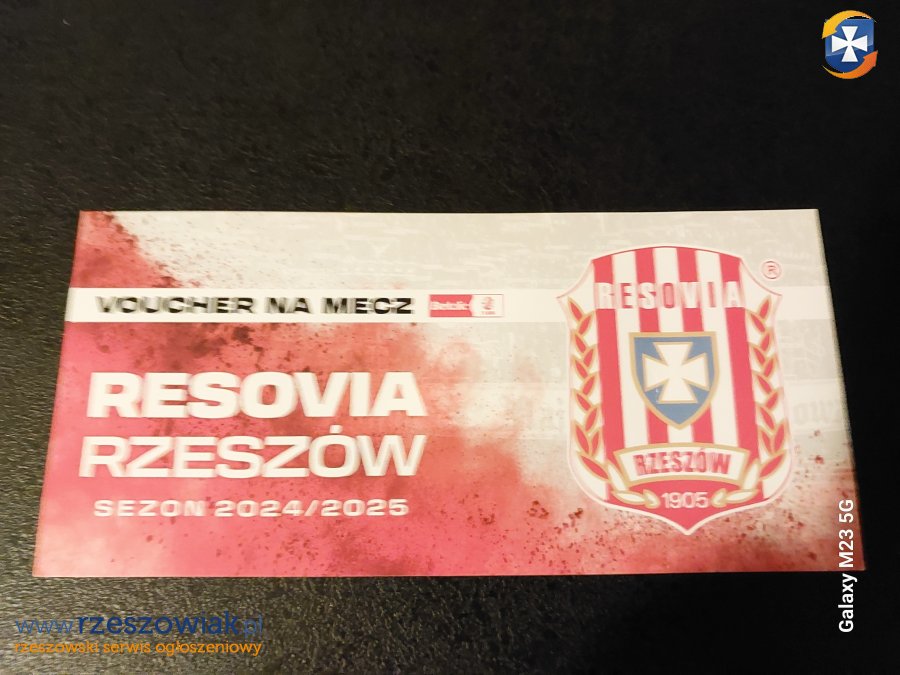 VOUCHER NA MECZ Betclic
RESOVIA
RZESZÓW
SEZON 2024/2025
RESOVIA ®
RZESZÓW
1905
Galaxy M23 5G
www.rzeszowiak.pl
rzeszowski serwis ogłoszeniowy